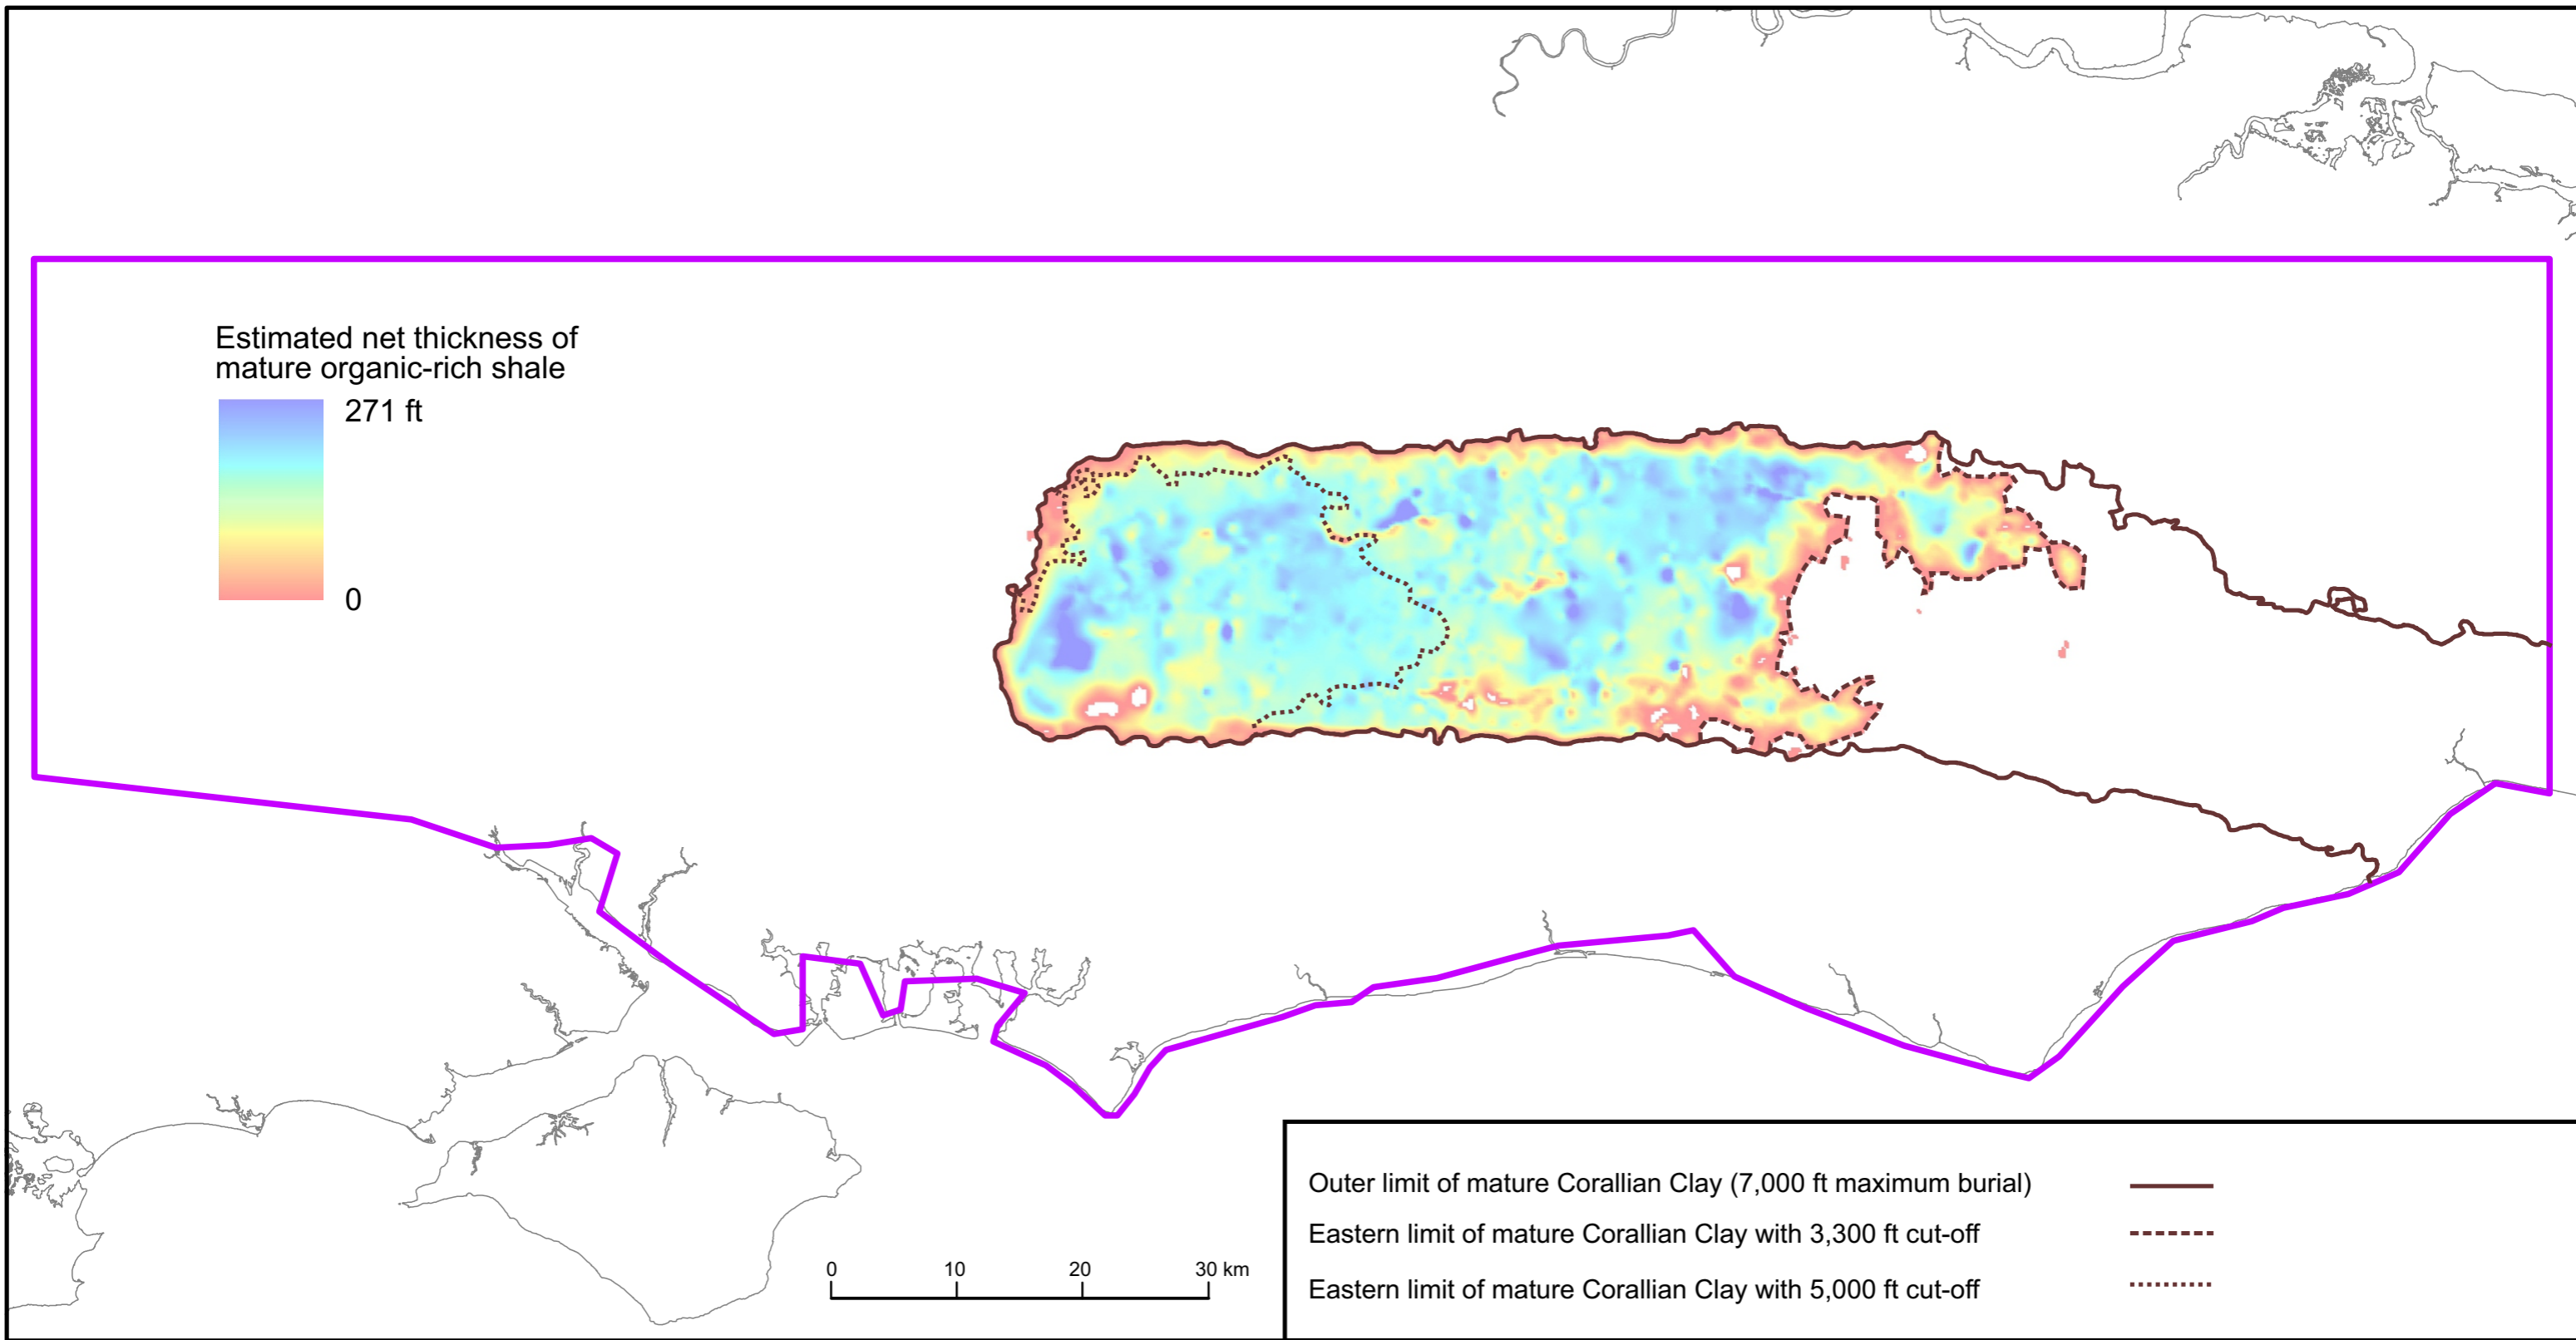 Estimated net thickness of
mature organic-rich shale
271 ft
0
0 10 20 30 km
Outer limit of mature Corallian Clay (7,000 ft maximum burial)
Eastern limit of mature Corallian Clay with 3,300 ft cut-off
Eastern limit of mature Corallian Clay with 5,000 ft cut-off